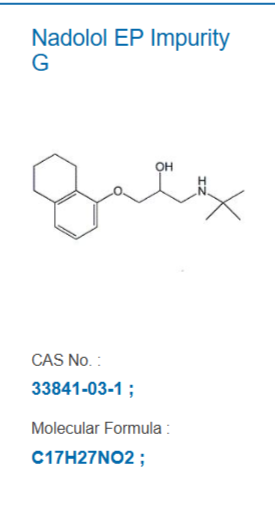 Nadolol EP Impurity
G
OH
O
H
N
CAS No. :
33841-03-1 ;
Molecular Formula :
C17H27NO2 ;